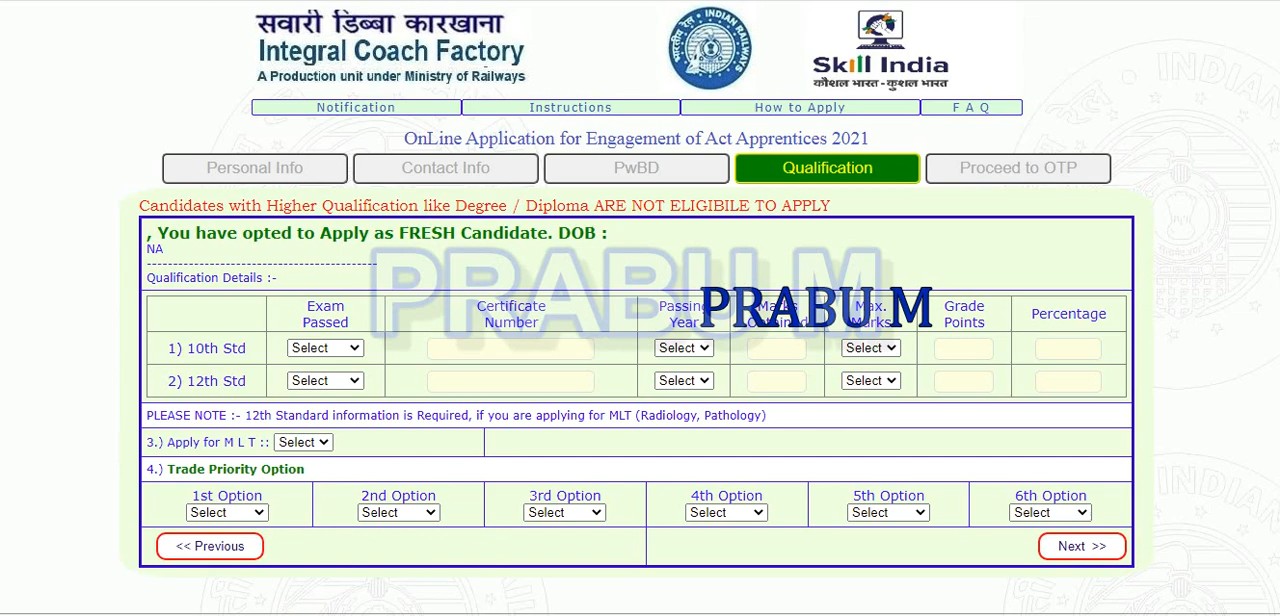 सवारी डिब्बा कारखाना
Integral Coach Factory
A Production unit under Ministry of Railways
भारतीय रेल INDIAN RAILWAYS
Skill India
कौशल भारत - कुशल भारत
Notification Instructions How to Apply F A Q
OnLine Application for Engagement of Act Apprentices 2021
Personal Info Contact Info PwBD Qualification Proceed to OTP
Candidates with Higher Qualification like Degree / Diploma ARE NOT ELIGIBILE TO APPLY
, You have opted to Apply as FRESH Candidate. DOB :
NA
Qualification Details :-
PRABU M
PRABU M
Exam Passed Certificate Number Passing Year Marks Obtained Max. Marks Grade Points Percentage
1) 10th Std Select Select Select
2) 12th Std Select Select Select
PLEASE NOTE :- 12th Standard information is Required, if you are applying for MLT (Radiology, Pathology)
3.) Apply for M L T :: Select
4.) Trade Priority Option
1st Option 2nd Option 3rd Option 4th Option 5th Option 6th Option
Select Select Select Select Select Select
<< Previous Next >>
INDIAN
INDIAN